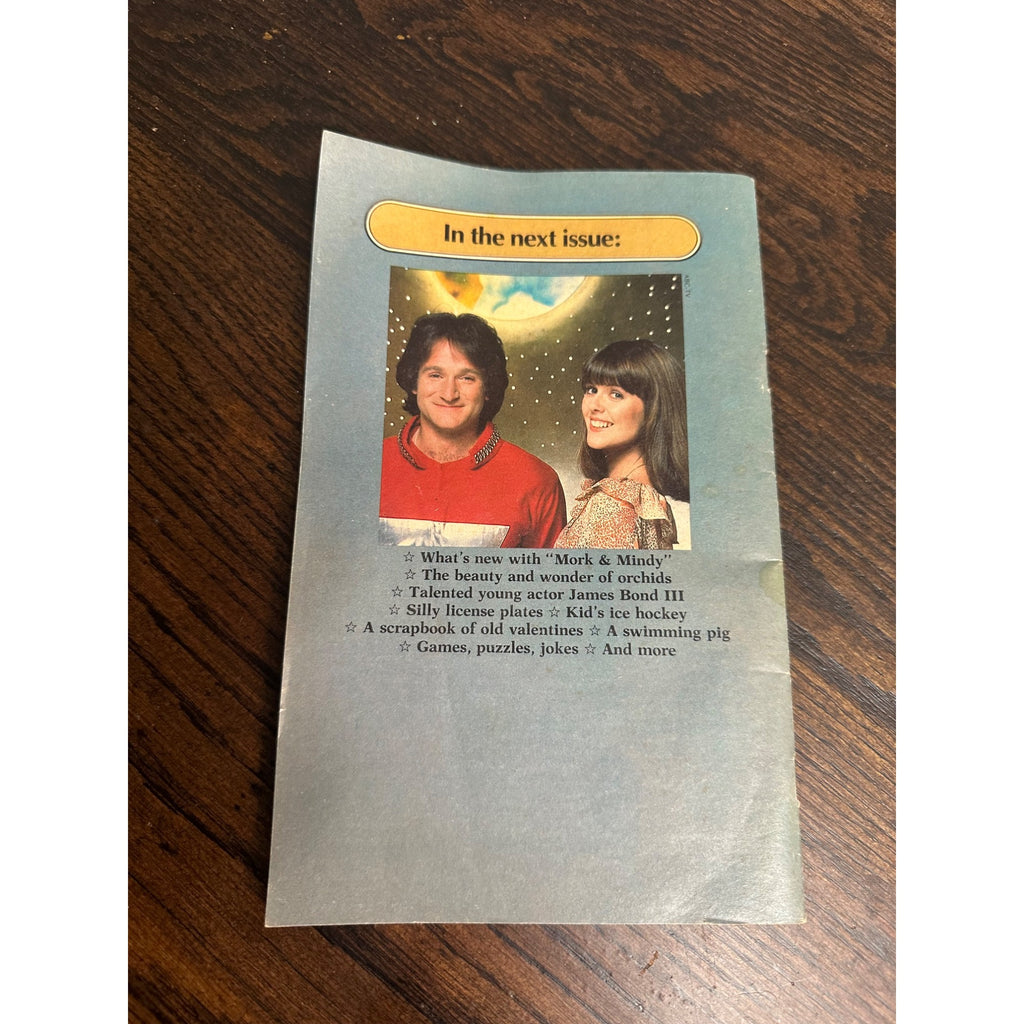 In the next issue:
ABC-TV
☆ What's new with "Mork & Mindy"
☆ The beauty and wonder of orchids
☆ Talented young actor James Bond III
☆ Silly license plates ☆ Kid's ice hockey
☆ A scrapbook of old valentines ☆ A swimming pig
☆ Games, puzzles, jokes ☆ And more